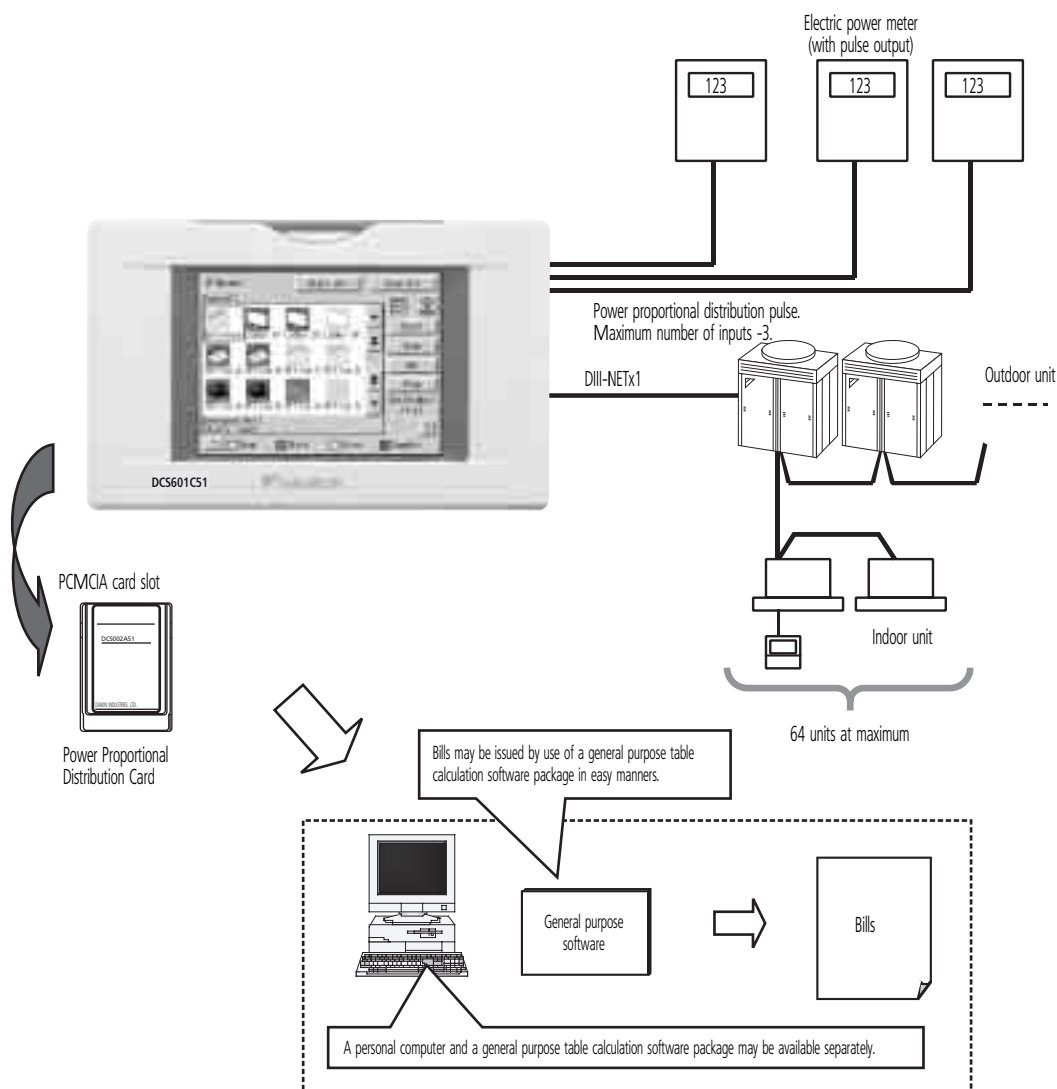 Electric power meter
(with pulse output)
123
123
123
Power proportional distribution pulse.
Maximum number of inputs -3.
DIII-NETx1
Outdoor unit
DCS601C51
PCMCIA card slot
DCS002A51
DAIKIN INDUSTRIES, LTD.
Indoor unit
64 units at maximum
Power Proportional
Distribution Card
Bills may be issued by use of a general purpose table
calculation software package in easy manners.
General purpose
software
Bills
A personal computer and a general purpose table calculation software package may be available separately.